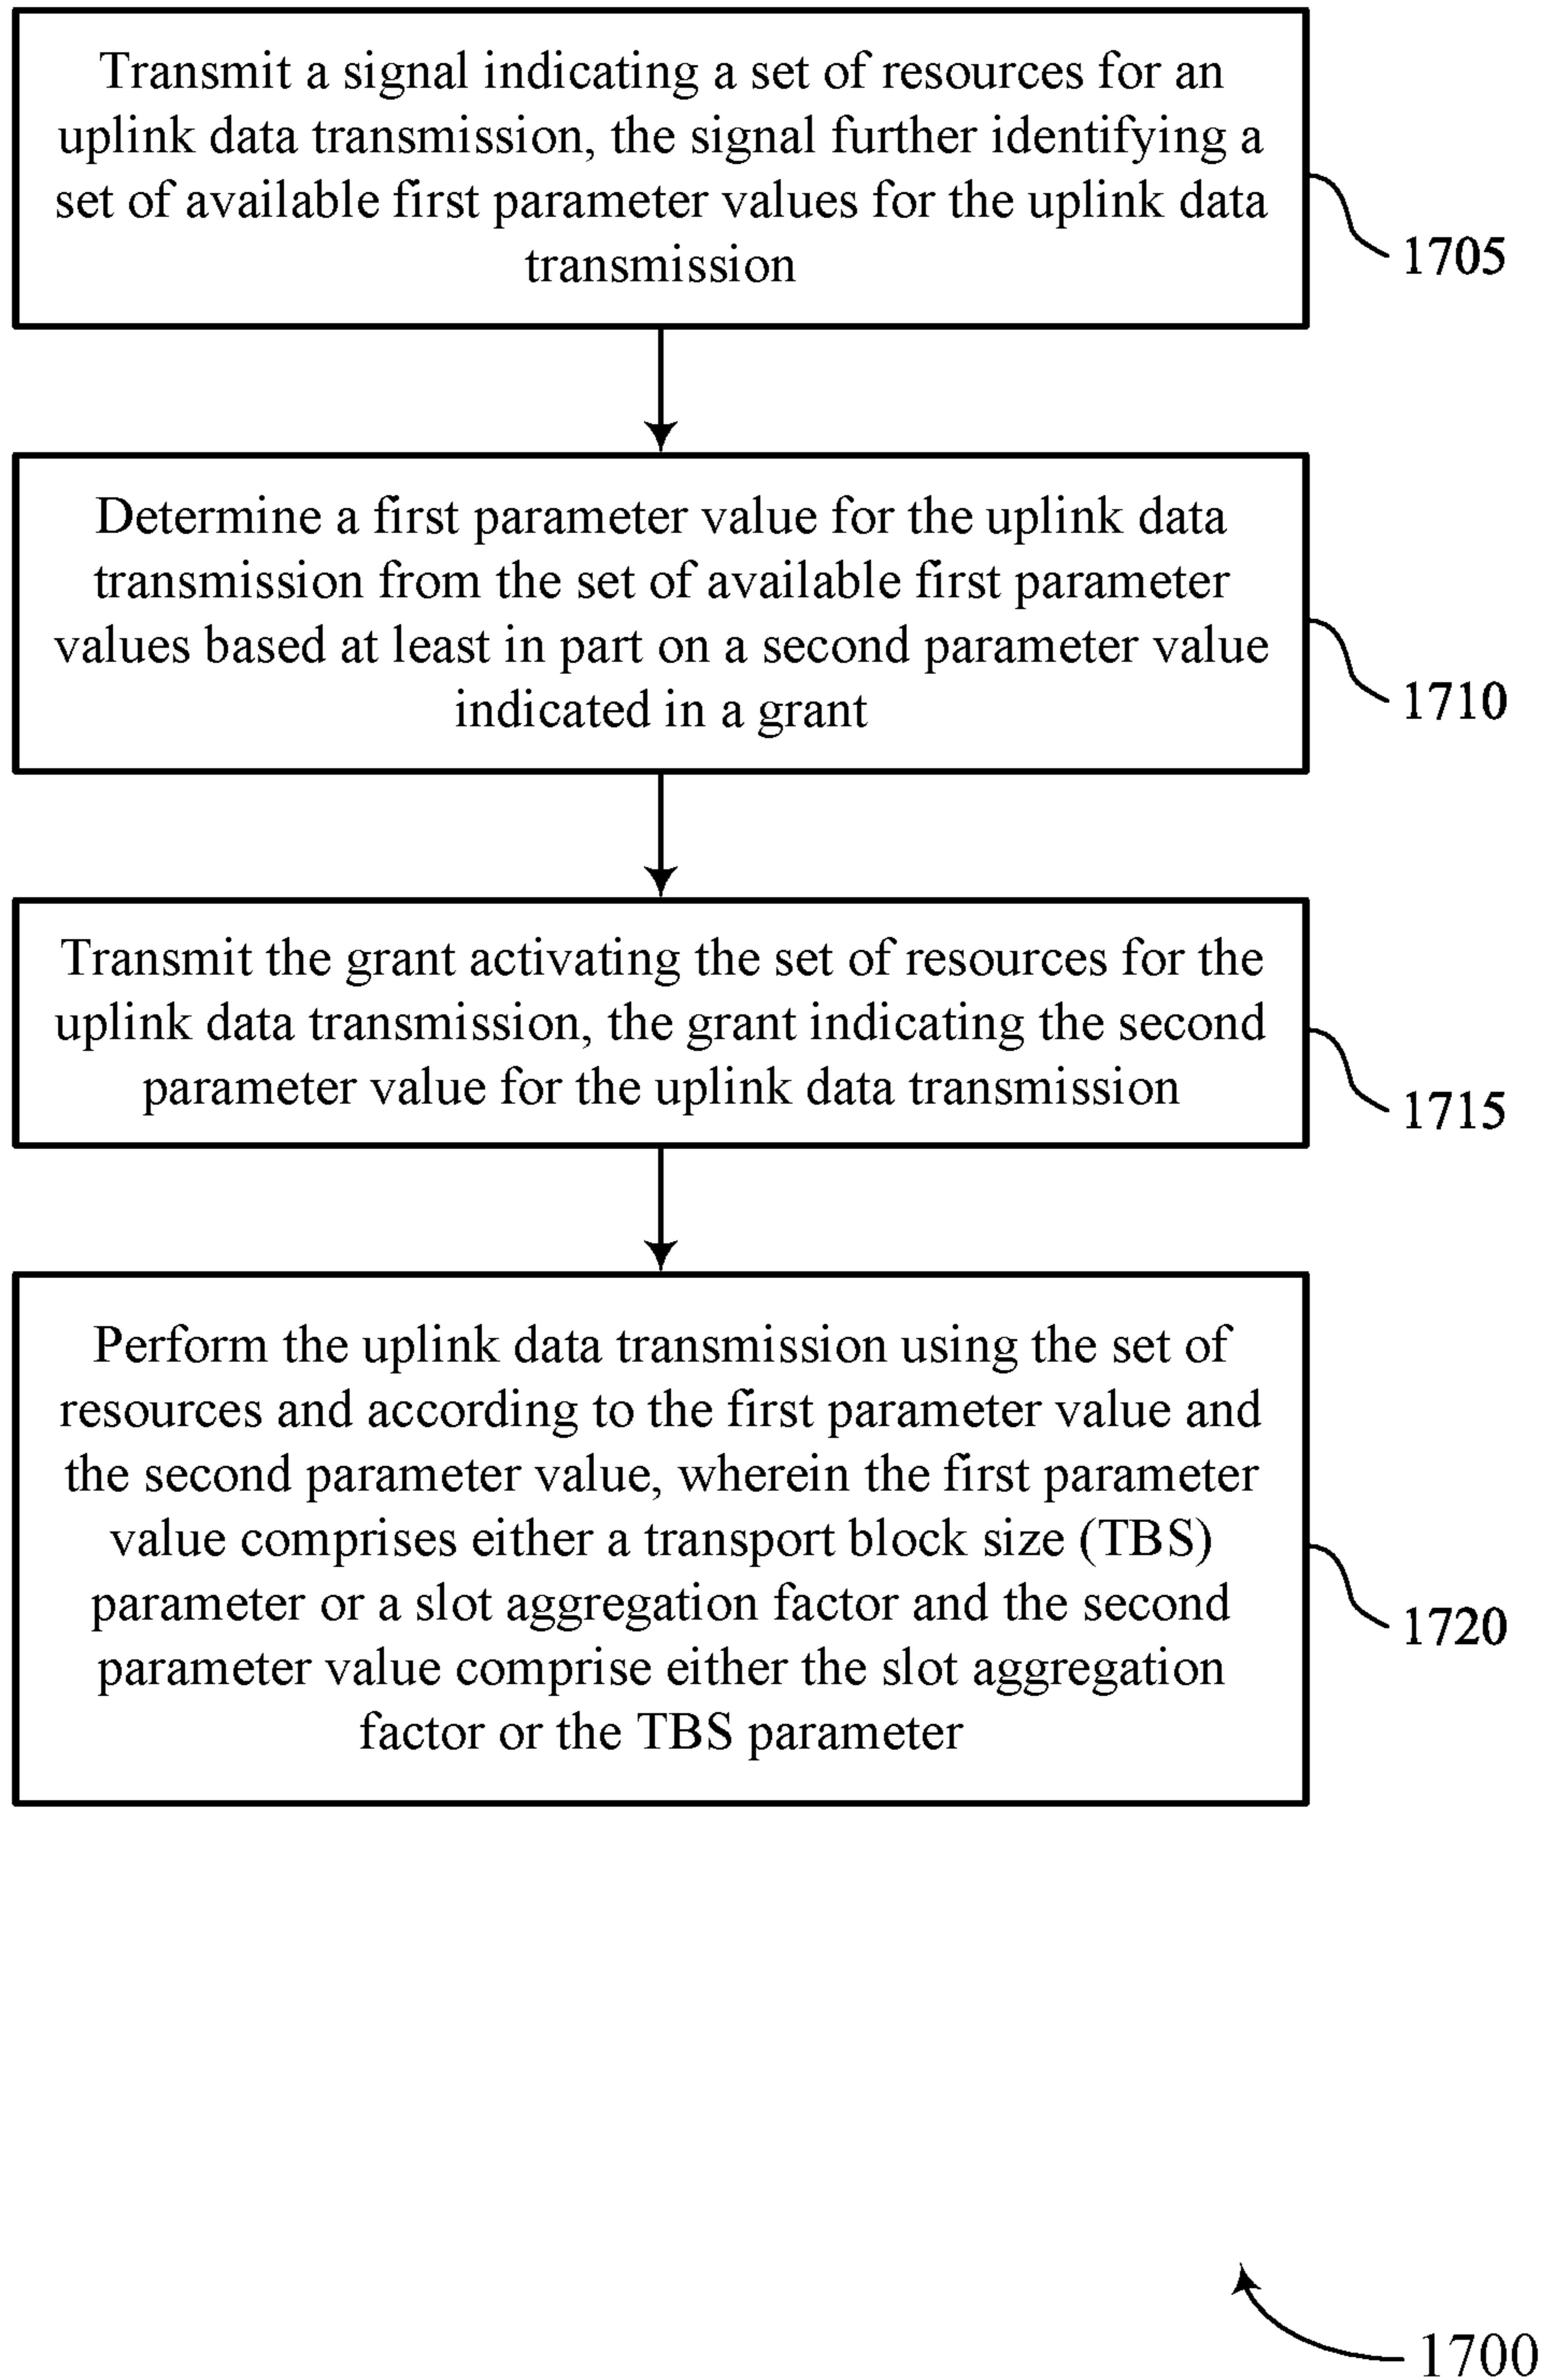 Transmit a signal indicating a set of resources for an
uplink data transmission, the signal further identifying a
set of available first parameter values for the uplink data
transmission
1705
Determine a first parameter value for the uplink data
transmission from the set of available first parameter
values based at least in part on a second parameter value
indicated in a grant
1710
Transmit the grant activating the set of resources for the
uplink data transmission, the grant indicating the second
parameter value for the uplink data transmission
1715
Perform the uplink data transmission using the set of
resources and according to the first parameter value and
the second parameter value, wherein the first parameter
value comprises either a transport block size (TBS)
parameter or a slot aggregation factor and the second
parameter value comprise either the slot aggregation
factor or the TBS parameter
1720
1700